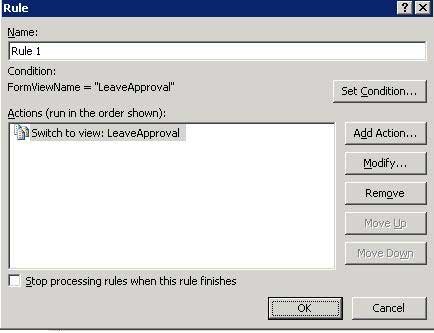 Rule
Name:
Rule 1
Condition:
FormViewName = "LeaveApproval"
Set Condition...
Actions (run in the order shown):
Switch to view: LeaveApproval
Add Action...
Modify...
Remove
Move Up
Move Down
Stop processing rules when this rule finishes
OK
Cancel